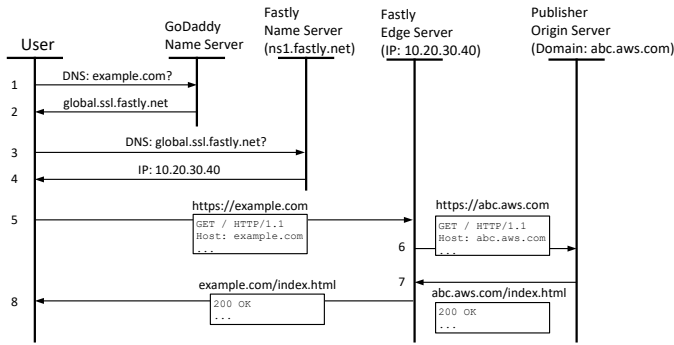 User
GoDaddy
Name Server
Fastly
Name Server
(ns1.fastly.net)
Fastly
Edge Server
(IP: 10.20.30.40)
Publisher
Origin Server
(Domain: abc.aws.com)
1
DNS: example.com?
2
global.ssl.fastly.net
3
DNS: global.ssl.fastly.net?
4
IP: 10.20.30.40
5
https://example.com
GET / HTTP/1.1
Host: example.com
...
6
https://abc.aws.com
GET / HTTP/1.1
Host: abc.aws.com
...
7
abc.aws.com/index.html
200 OK
...
8
example.com/index.html
200 OK
...